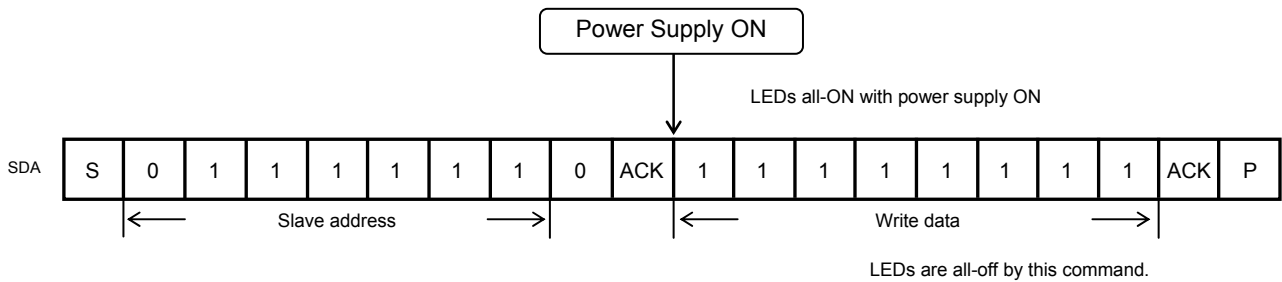 Power Supply ON
LEDs all-ON with power supply ON
SDA S 0 1 1 1 1 1 1 0 ACK 1 1 1 1 1 1 1 1 ACK P
Slave address Write data
LEDs are all-off by this command.